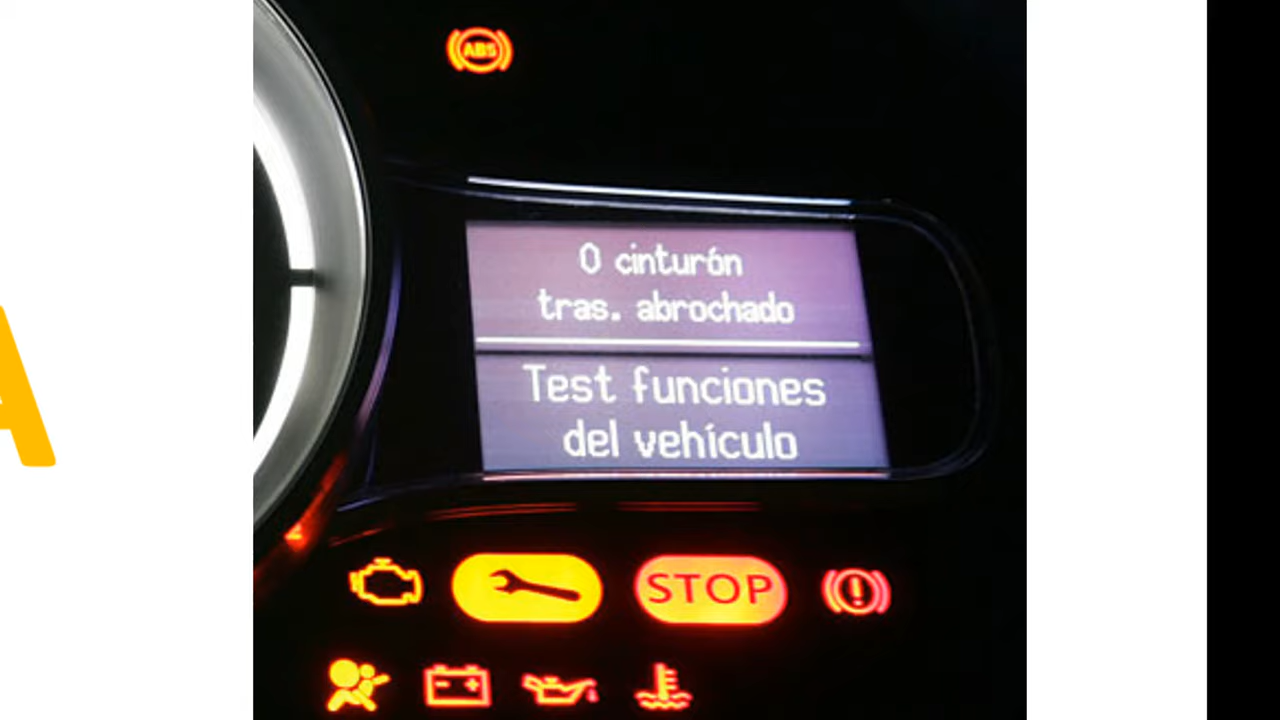 ABS
0 cinturón
tras. abrochado
Test funciones
del vehículo
STOP
A